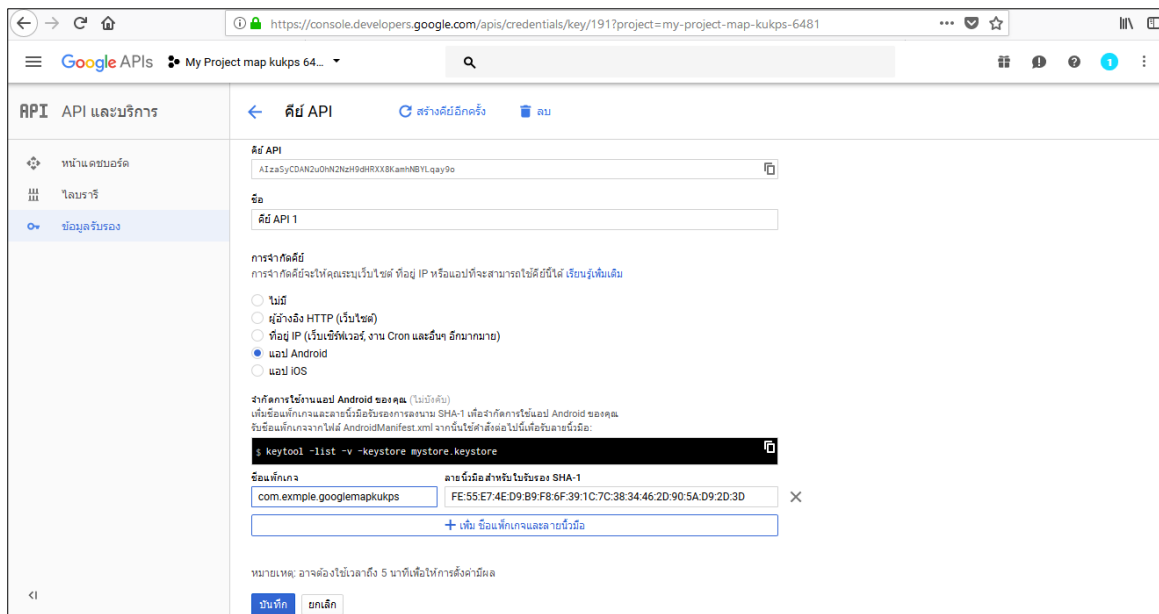 https://console.developers.google.com/apis/credentials/key/191?project=my-project-map-kukps-6481
Google APIs My Project map kukps 64... 1
API API และบริการ
คีย์ API สร้างคีย์อีกครั้ง ลบ
หน้าแดชบอร์ด
ไลบรารี
ข้อมูลรับรอง
คีย์ API
AIzaSyCDAN2uOhN2NzH9dHRXX8KamhNBYLqay9o
ชื่อ
คีย์ API 1
การจำกัดคีย์
การจำกัดคีย์จะให้คุณระบุเว็บไซต์ ที่อยู่ IP หรือแอปที่จะสามารถใช้คีย์นี้ได้ เรียนรู้เพิ่มเติม
ไม่มี
ผู้อ้างอิง HTTP (เว็บไซต์)
ที่อยู่ IP (เว็บเซิร์ฟเวอร์, งาน Cron และอื่นๆ อีกมากมาย)
แอป Android
แอป iOS
จำกัดการใช้งานแอป Android ของคุณ (ไม่บังคับ)
เพิ่มชื่อแพ็กเกจและลายนิ้วมือรับรองการลงนาม SHA-1 เพื่อจำกัดการใช้แอป Android ของคุณ
รับชื่อแพ็กเกจจากไฟล์ AndroidManifest.xml จากนั้นใช้คำสั่งต่อไปนี้เพื่อรับลายนิ้วมือ:
$ keytool -list -v -keystore mystore.keystore
ชื่อแพ็กเกจ ลายนิ้วมือสำหรับใบรับรอง SHA-1
com.exmple.googlemapkukps FE:55:E7:4E:D9:B9:F8:6F:39:1C:7C:38:34:46:2D:90:5A:D9:2D:3D
+ เพิ่ม ชื่อแพ็กเกจและลายนิ้วมือ
หมายเหตุ: อาจต้องใช้เวลาถึง 5 นาทีเพื่อให้การตั้งค่ามีผล
บันทึก ยกเลิก